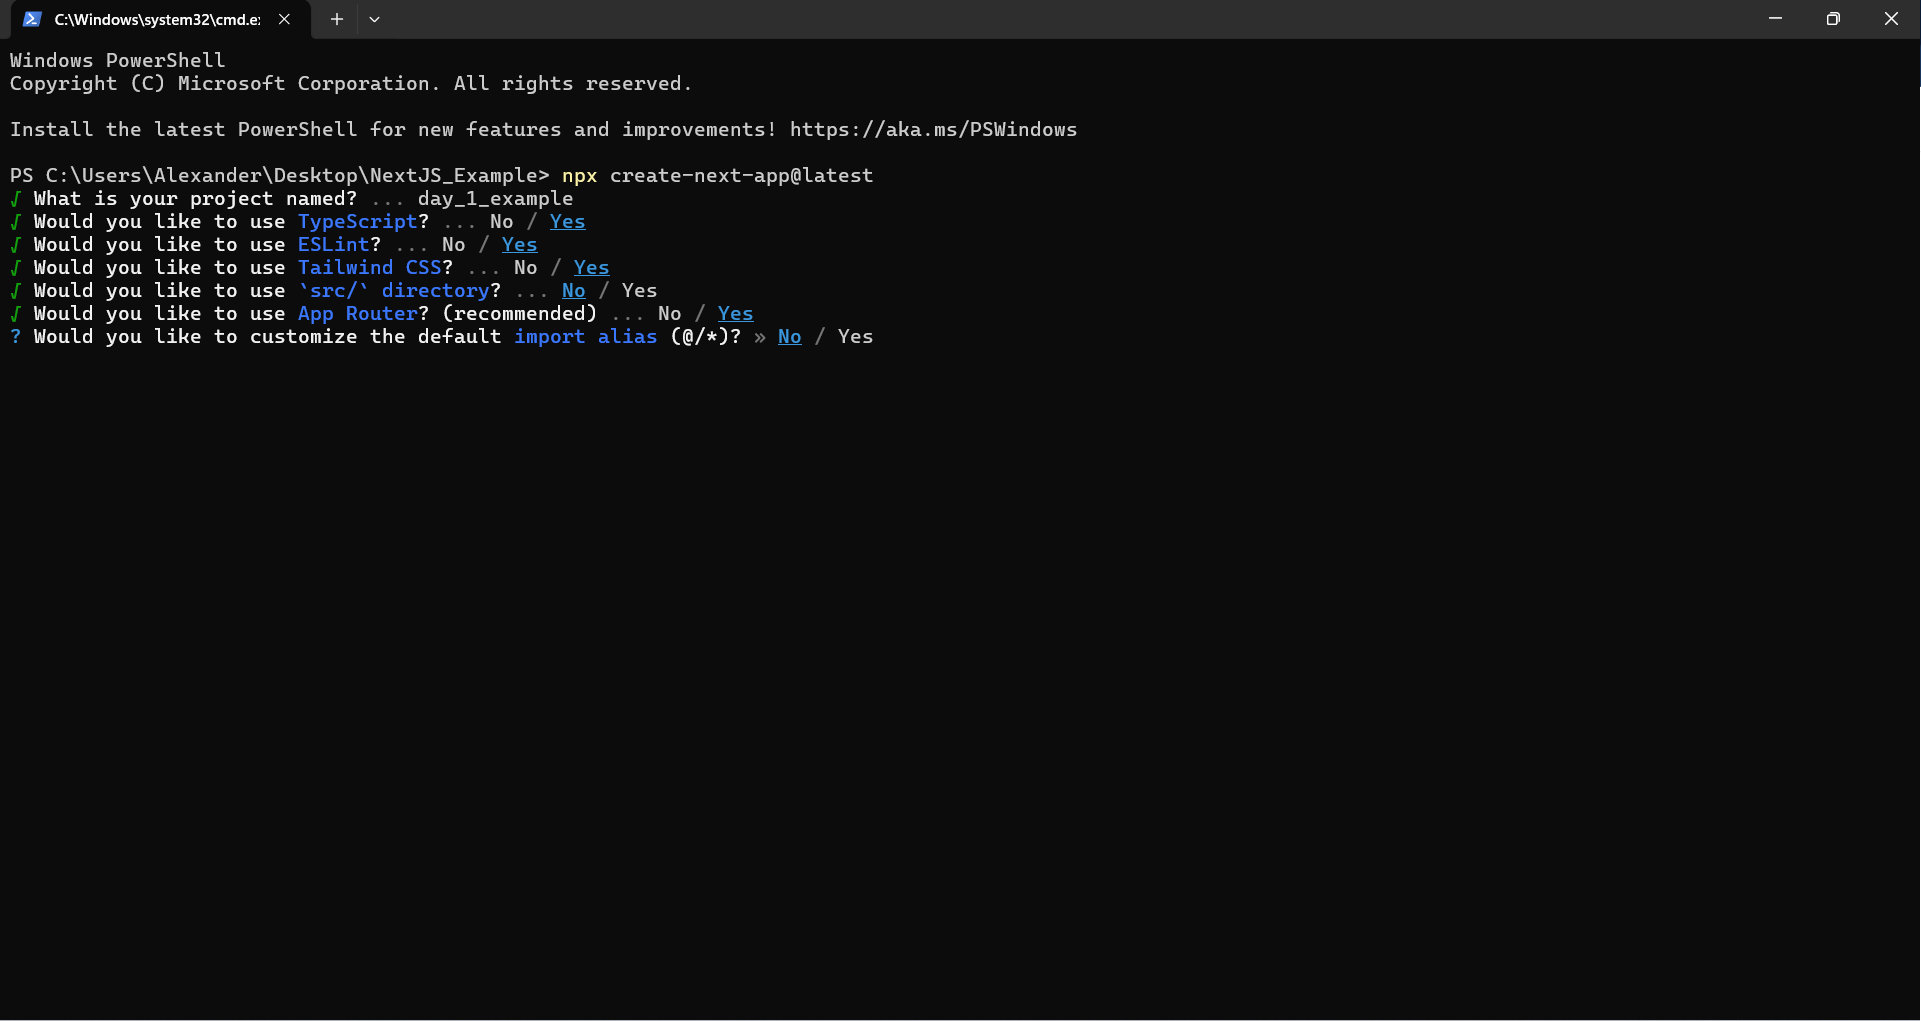 C:\Windows\system32\cmd.e
Windows PowerShell
Copyright (C) Microsoft Corporation. All rights reserved.
Install the latest PowerShell for new features and improvements! https://aka.ms/PSWindows
PS C:\Users\Alexander\Desktop\NextJS_Example> npx create-next-app@latest
√ What is your project named? ... day_1_example
√ Would you like to use TypeScript? ... No / Yes
√ Would you like to use ESLint? ... No / Yes
√ Would you like to use Tailwind CSS? ... No / Yes
√ Would you like to use `src/` directory? ... No / Yes
√ Would you like to use App Router? (recommended) ... No / Yes
? Would you like to customize the default import alias (@/*)? » No / Yes